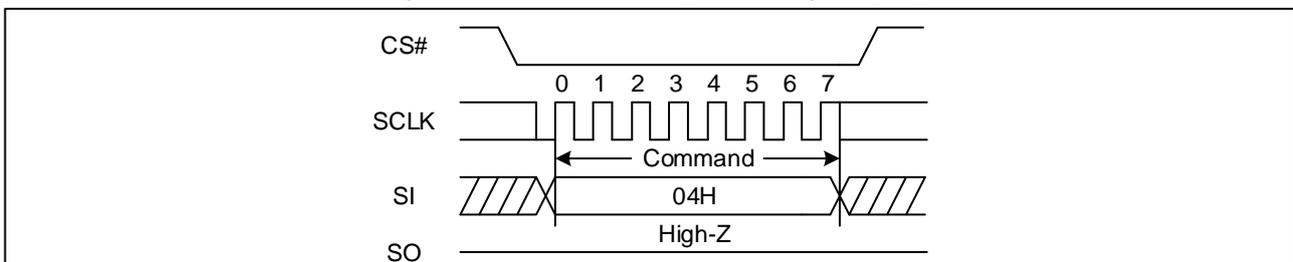 CS#
0 1 2 3 4 5 6 7
SCLK
Command
SI
04H
High-Z
SO